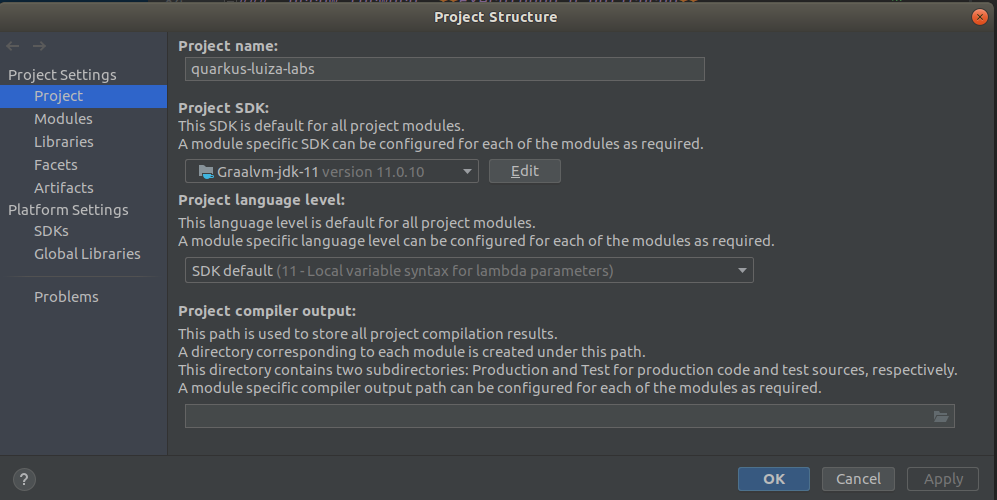 Project Structure
Project Settings
Project
Modules
Libraries
Facets
Artifacts
Platform Settings
SDKs
Global Libraries
Problems
Project name:
quarkus-luiza-labs
Project SDK:
This SDK is default for all project modules.
A module specific SDK can be configured for each of the modules as required.
Graalvm-jdk-11 version 11.0.10
Edit
Project language level:
This language level is default for all project modules.
A module specific language level can be configured for each of the modules as required.
SDK default (11 - Local variable syntax for lambda parameters)
Project compiler output:
This path is used to store all project compilation results.
A directory corresponding to each module is created under this path.
This directory contains two subdirectories: Production and Test for production code and test sources, respectively.
A module specific compiler output path can be configured for each of the modules as required.
?
OK
Cancel
Apply